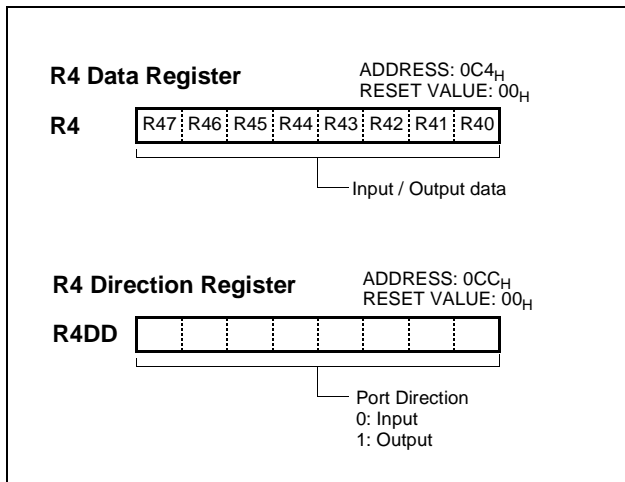 R4 Data Register
ADDRESS: 0C4H
RESET VALUE: 00H
R4
R47 R46 R45 R44 R43 R42 R41 R40
Input / Output data
R4 Direction Register
ADDRESS: 0CCH
RESET VALUE: 00H
R4DD
Port Direction
0: Input
1: Output